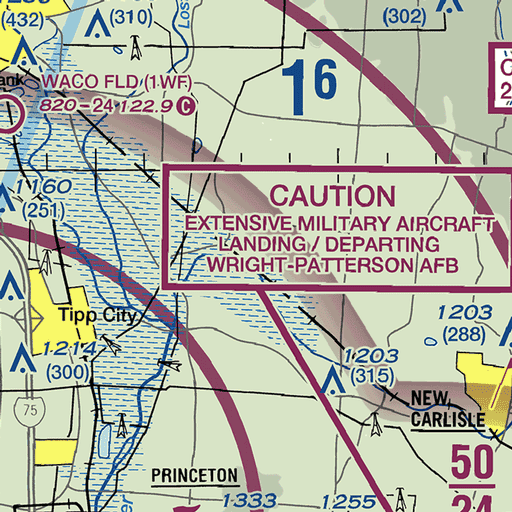 (432)
(310)
(302)
ank
WACO FLD (1WF)
820 - 24 122.9 C
16
C
2
1160
(251)
CAUTION
EXTENSIVE MILITARY AIRCRAFT
LANDING / DEPARTING
WRIGHT-PATTERSON AFB
Tipp City
1214
(300)
1203
(288)
1203
(315)
75
NEW
CARLISLE
PRINCETON
50
24
1333
1255
er